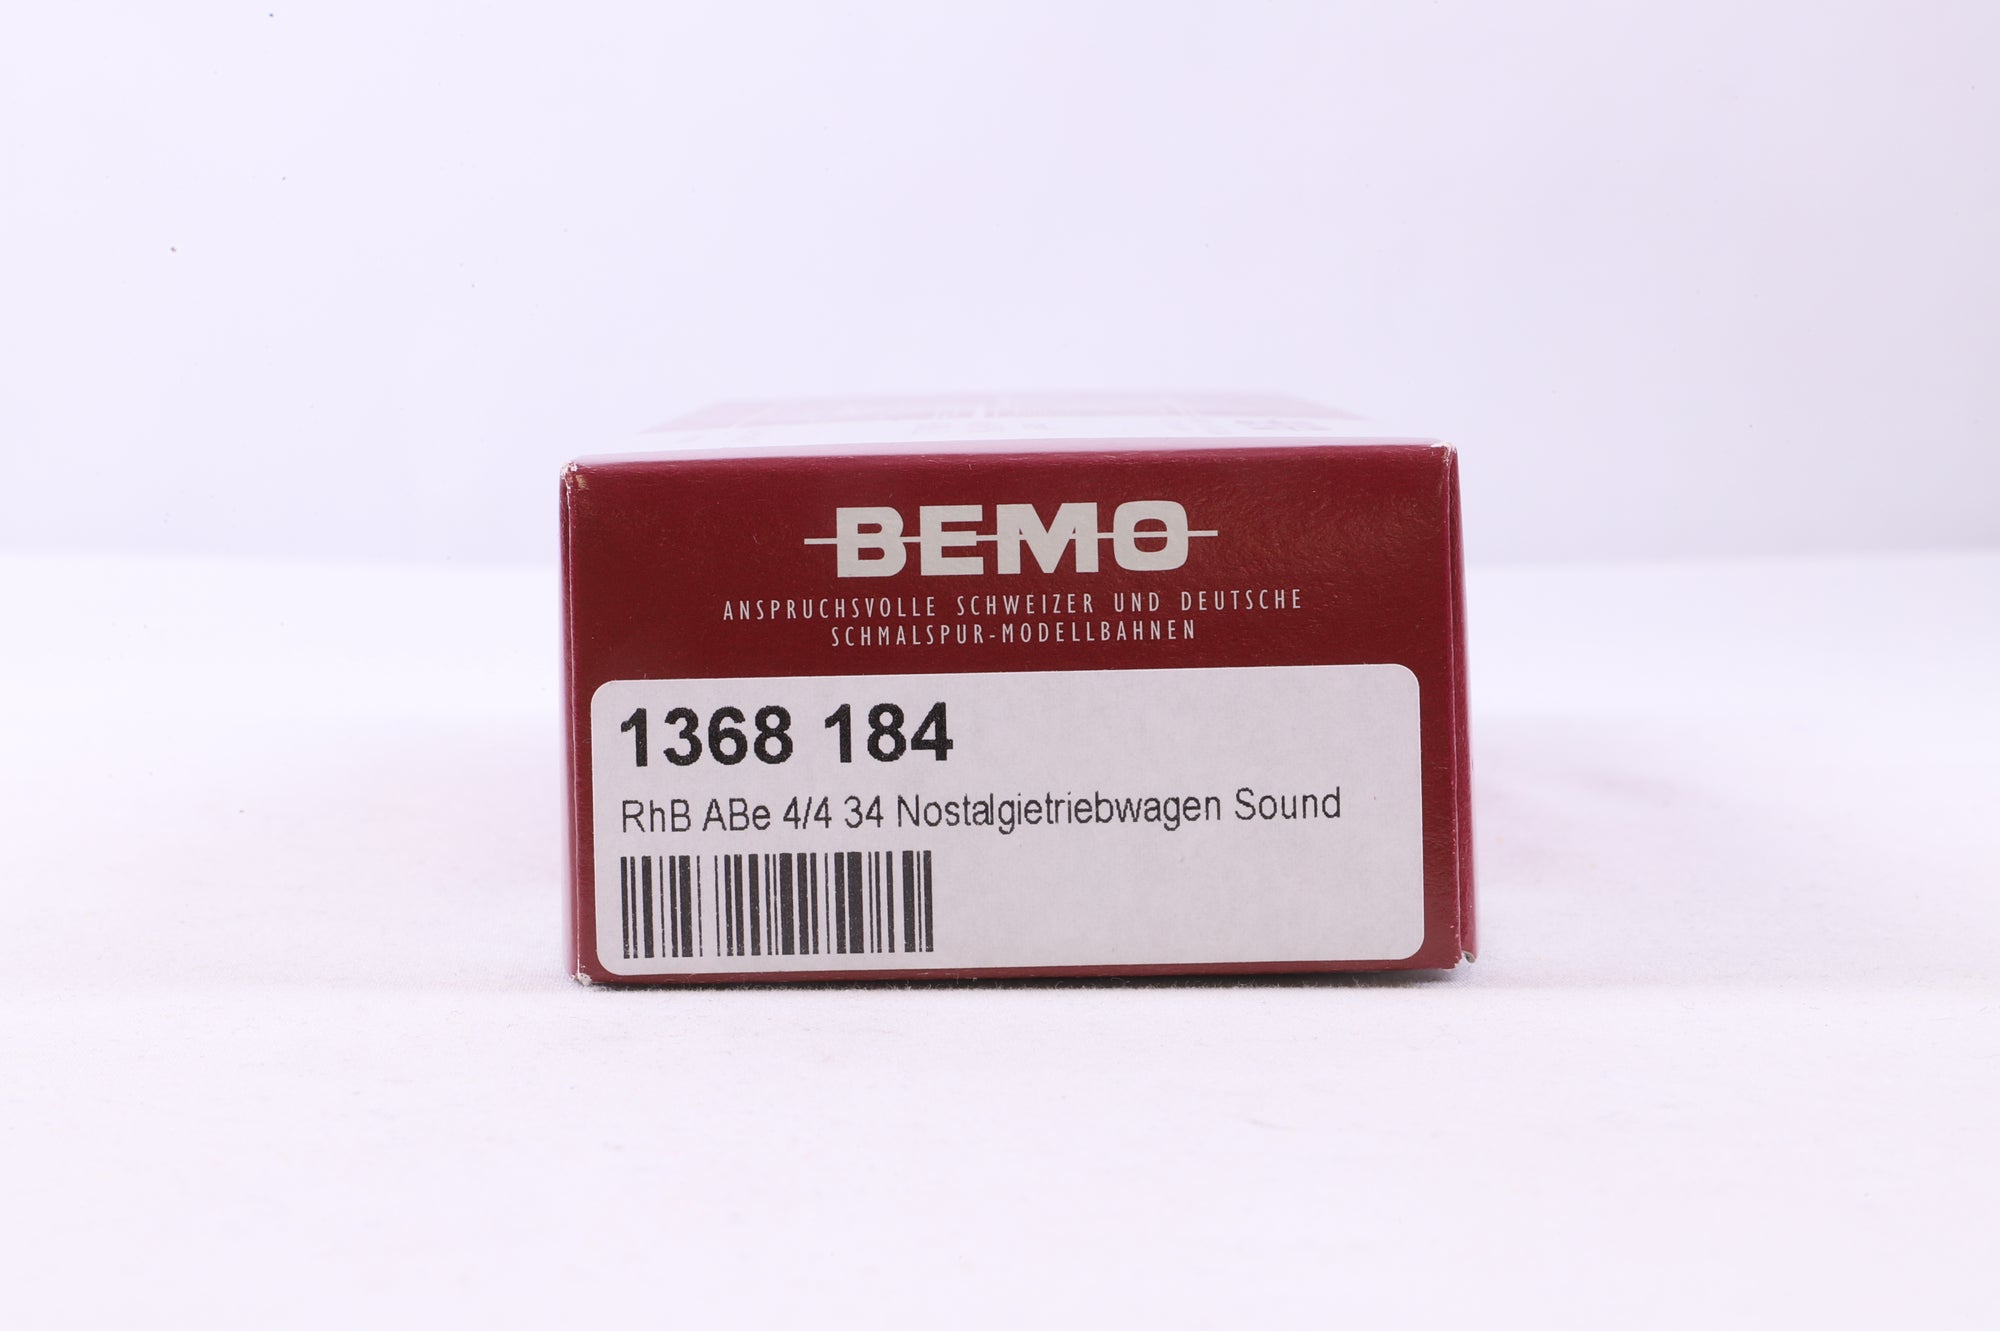 BEMO
ANSPRUCHSVOLLE SCHWEIZER UND DEUTSCHE
SCHMALSPUR-MODELLBAHNEN
1368 184
RhB ABe 4/4 34 Nostalgietriebwagen Sound